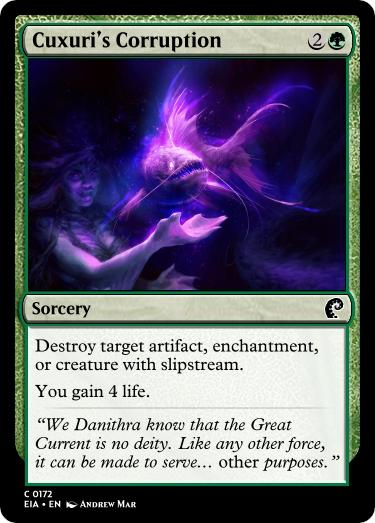 Cuxuri's Corruption 2
Sorcery
Destroy target artifact, enchantment,
or creature with slipstream.
You gain 4 life.
“We Danithra know that the Great
Current is no deity. Like any other force,
it can be made to serve… other purposes.”
C 0172
EIA • EN Andrew Mar